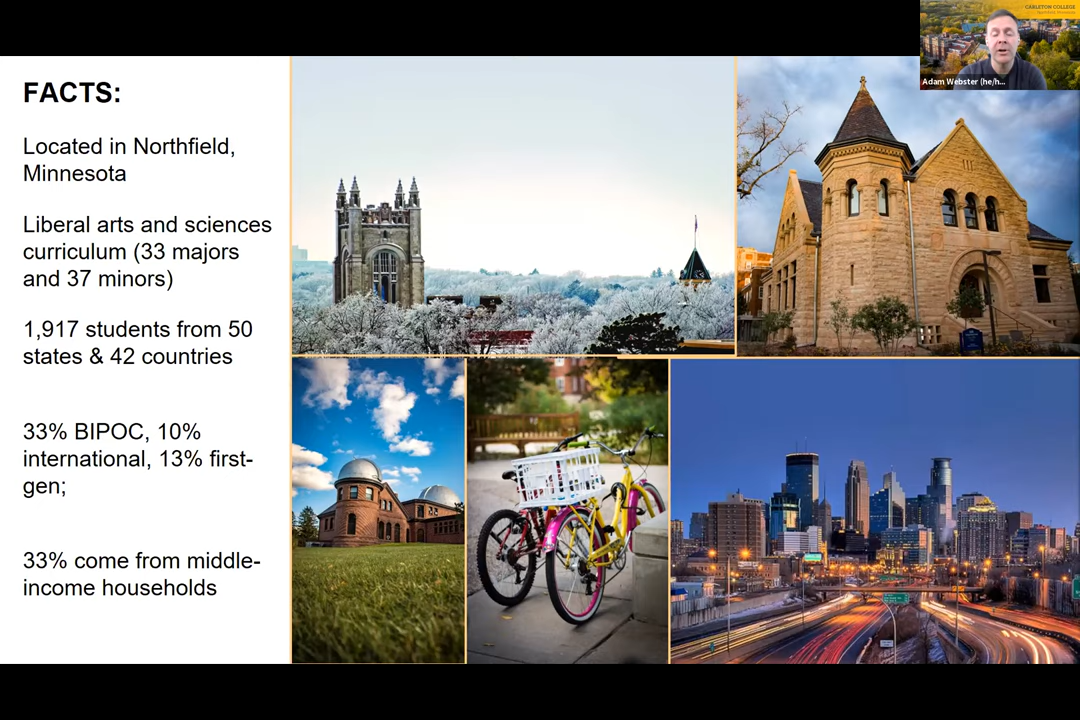 FACTS:
Located in Northfield,
Minnesota
Liberal arts and sciences
curriculum (33 majors
and 37 minors)
1,917 students from 50
states & 42 countries
33% BIPOC, 10%
international, 13% first-
gen;
33% come from middle-
income households
CARLETON COLLEGE
Adam Webster (he/h...